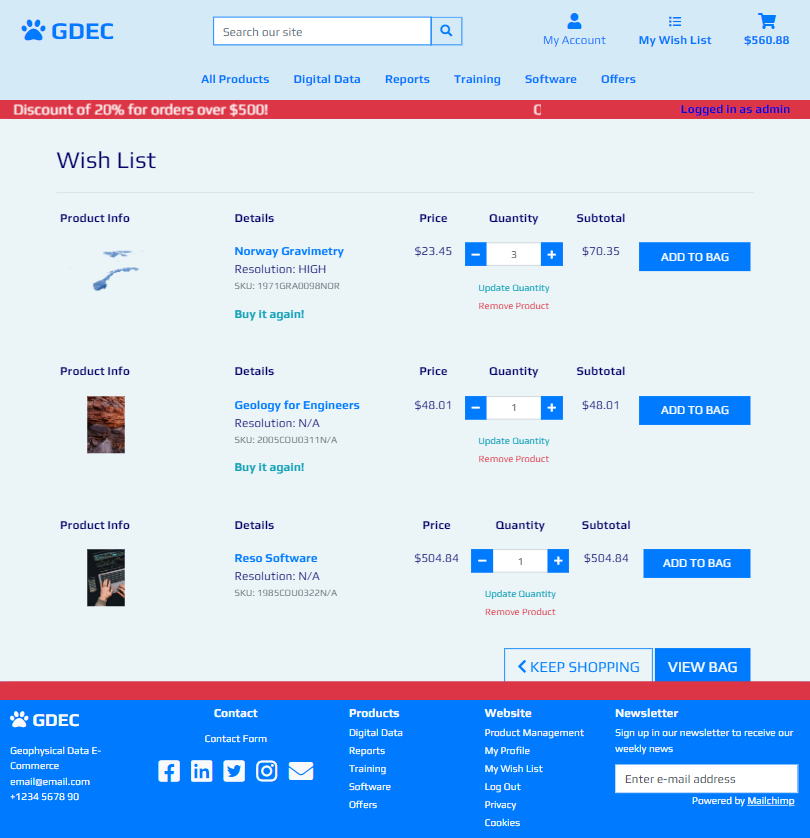 GDEC
Search our site
My Account
My Wish List
$560.88
All Products Digital Data Reports Training Software Offers
Discount of 20% for orders over $500!
Logged in as admin
Wish List
Product Info Details Price Quantity Subtotal
Norway Gravimetry $23.45 3 $70.35 ADD TO BAG
Resolution: HIGH
SKU: 1971GRA0098NOR
Update Quantity
Remove Product
Buy it again!
Product Info Details Price Quantity Subtotal
Geology for Engineers $48.01 1 $48.01 ADD TO BAG
Resolution: N/A
SKU: 2005COU0311N/A
Update Quantity
Remove Product
Buy it again!
Product Info Details Price Quantity Subtotal
Reso Software $504.84 1 $504.84 ADD TO BAG
Resolution: N/A
SKU: 1985COU0322N/A
Update Quantity
Remove Product
KEEP SHOPPING VIEW BAG
GDEC
Geophysical Data E-
Commerce
email@email.com
+1234 5678 90
Contact
Contact Form
Products
Digital Data
Reports
Training
Software
Offers
Website
Product Management
My Profile
My Wish List
Log Out
Privacy
Cookies
Newsletter
Sign up in our newsletter to receive our
weekly news
Enter e-mail address
Powered by Mailchimp